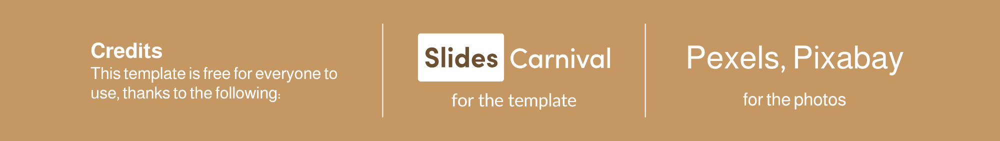 Credits
This template is free for everyone to
use, thanks to the following:
Slides Carnival
for the template
Pexels, Pixabay
for the photos